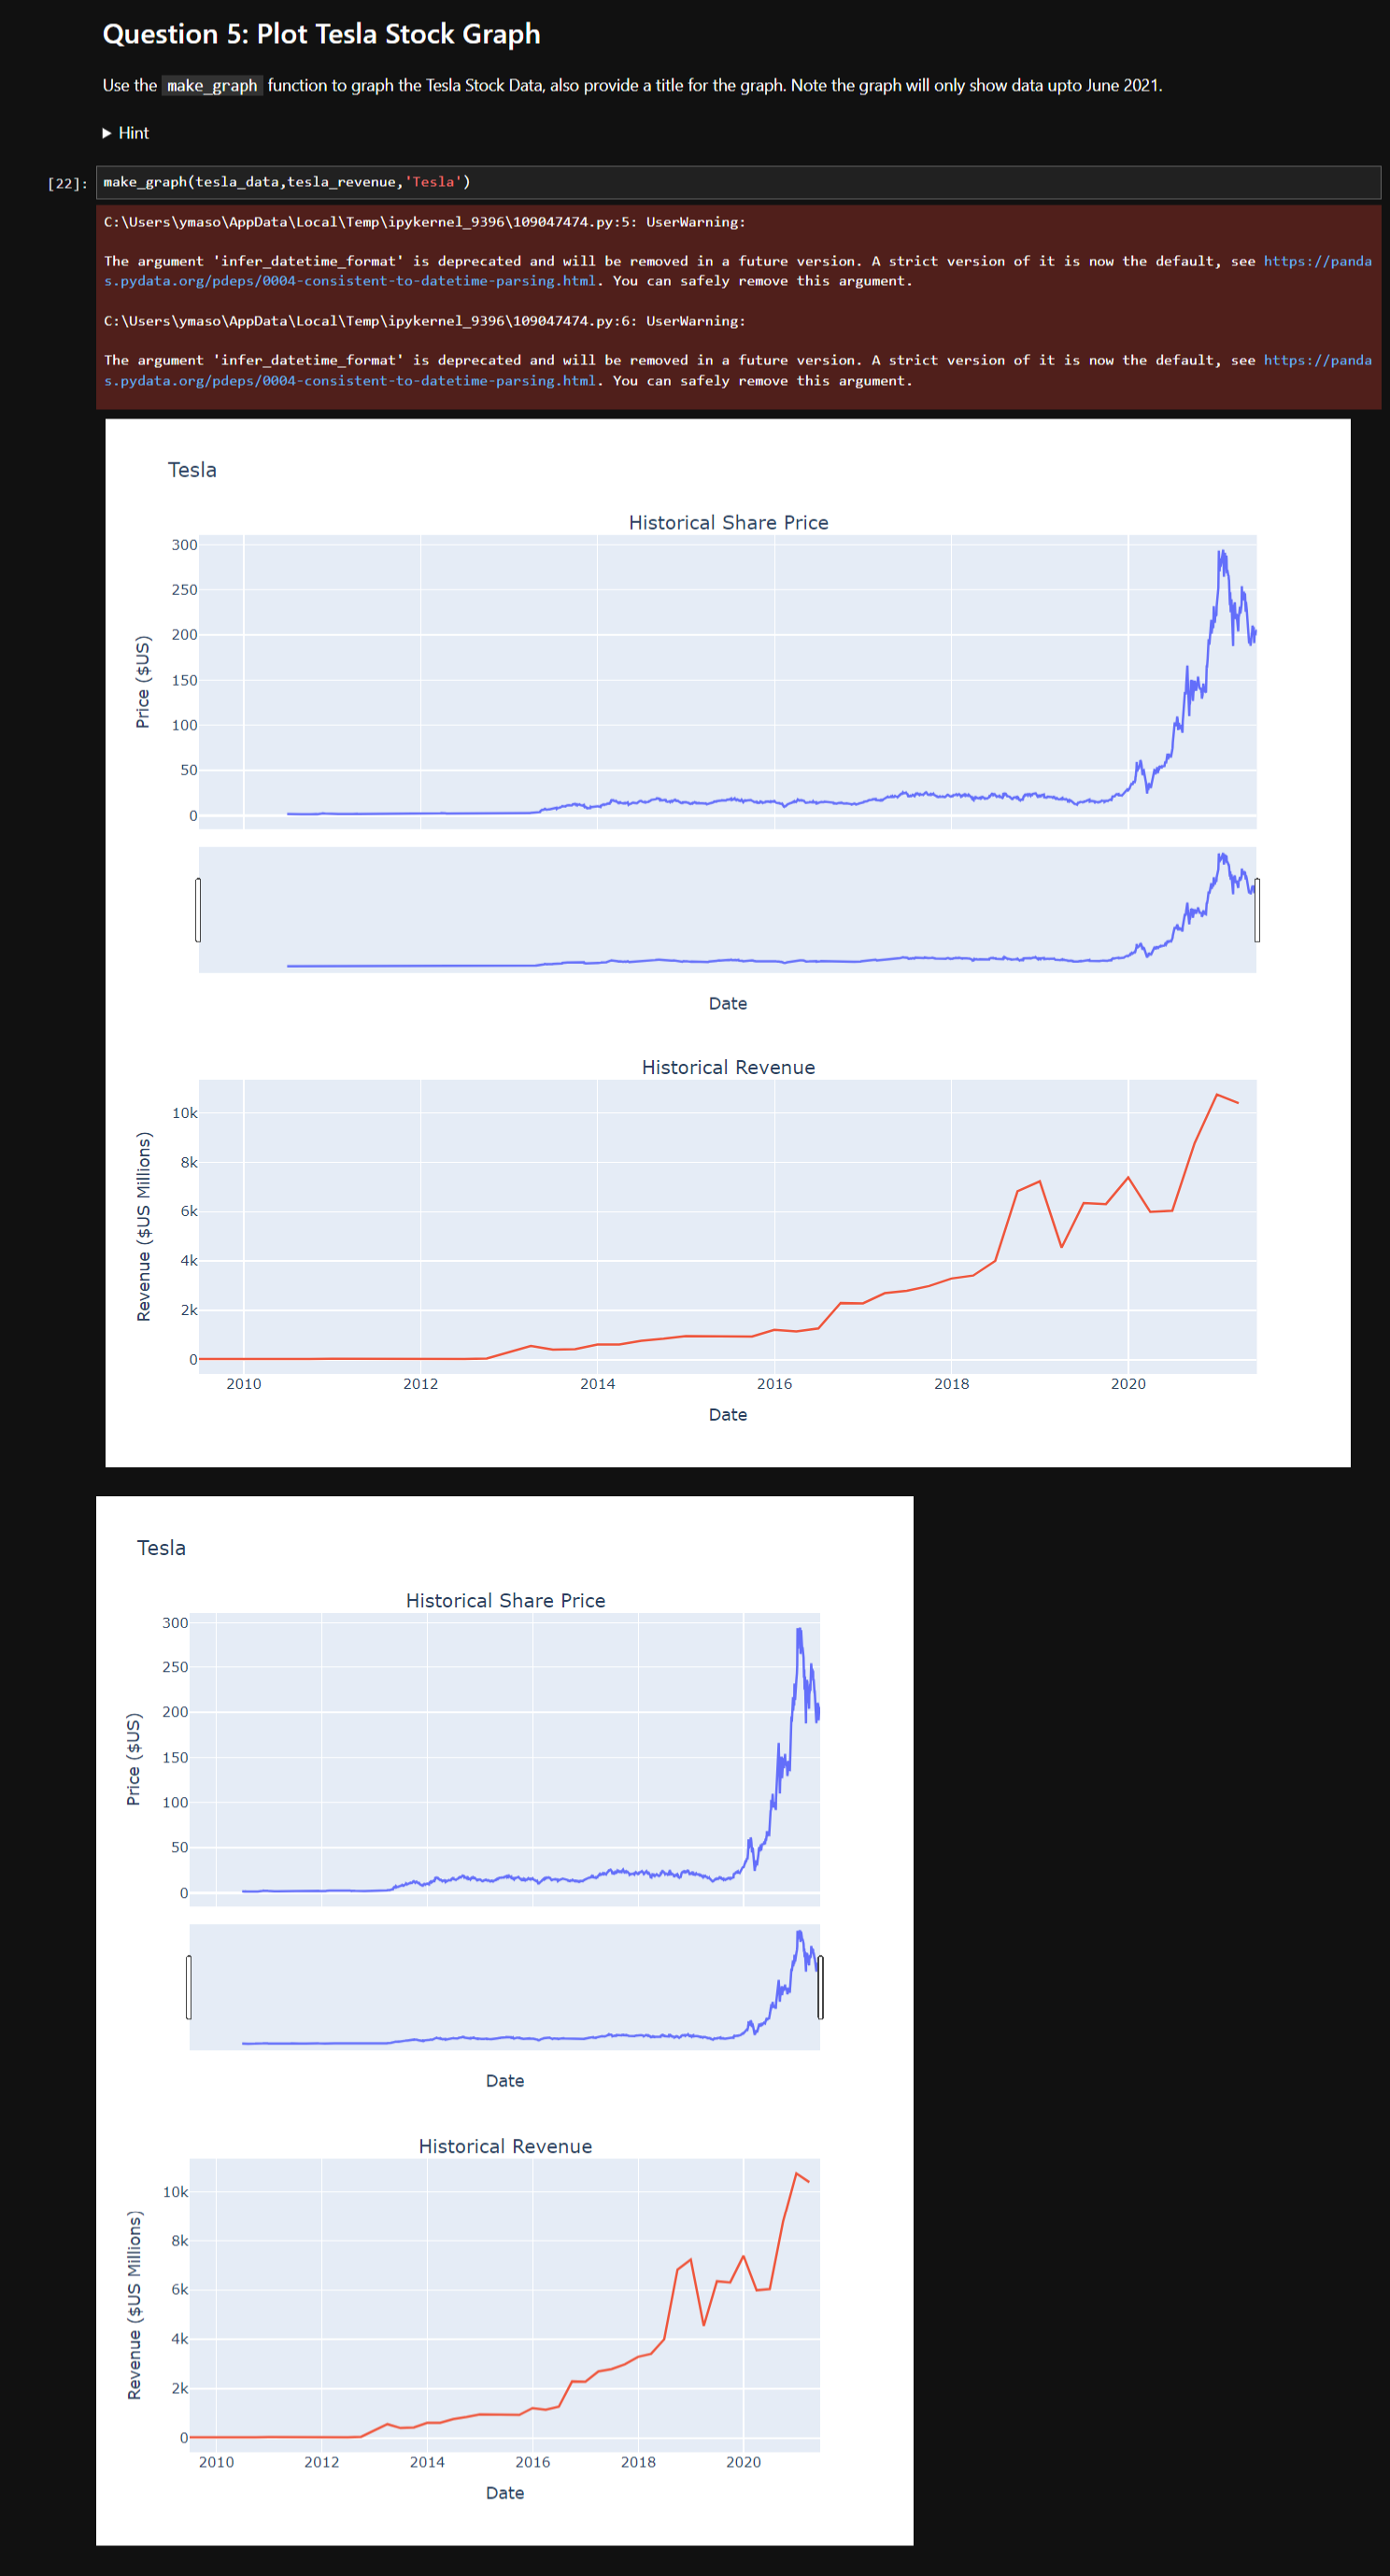 Question 5: Plot Tesla Stock Graph
Use the make_graph function to graph the Tesla Stock Data, also provide a title for the graph. Note the graph will only show data upto June 2021.
▶ Hint
[22]: make_graph(tesla_data,tesla_revenue,'Tesla')
C:\Users\ymaso\AppData\Local\Temp\ipykernel_9396\109047474.py:5: UserWarning:
The argument 'infer_datetime_format' is deprecated and will be removed in a future version. A strict version of it is now the default, see https://panda
s.pydata.org/pdeps/0004-consistent-to-datetime-parsing.html. You can safely remove this argument.
C:\Users\ymaso\AppData\Local\Temp\ipykernel_9396\109047474.py:6: UserWarning:
The argument 'infer_datetime_format' is deprecated and will be removed in a future version. A strict version of it is now the default, see https://panda
s.pydata.org/pdeps/0004-consistent-to-datetime-parsing.html. You can safely remove this argument.
Tesla
Historical Share Price
Price ($US)
300
250
200
150
100
50
0
Date
Historical Revenue
Revenue ($US Millions)
10k
8k
6k
4k
2k
0
2010 2012 2014 2016 2018 2020
Date
Tesla
Historical Share Price
Price ($US)
300
250
200
150
100
50
0
Date
Historical Revenue
Revenue ($US Millions)
10k
8k
6k
4k
2k
0
2010 2012 2014 2016 2018 2020
Date